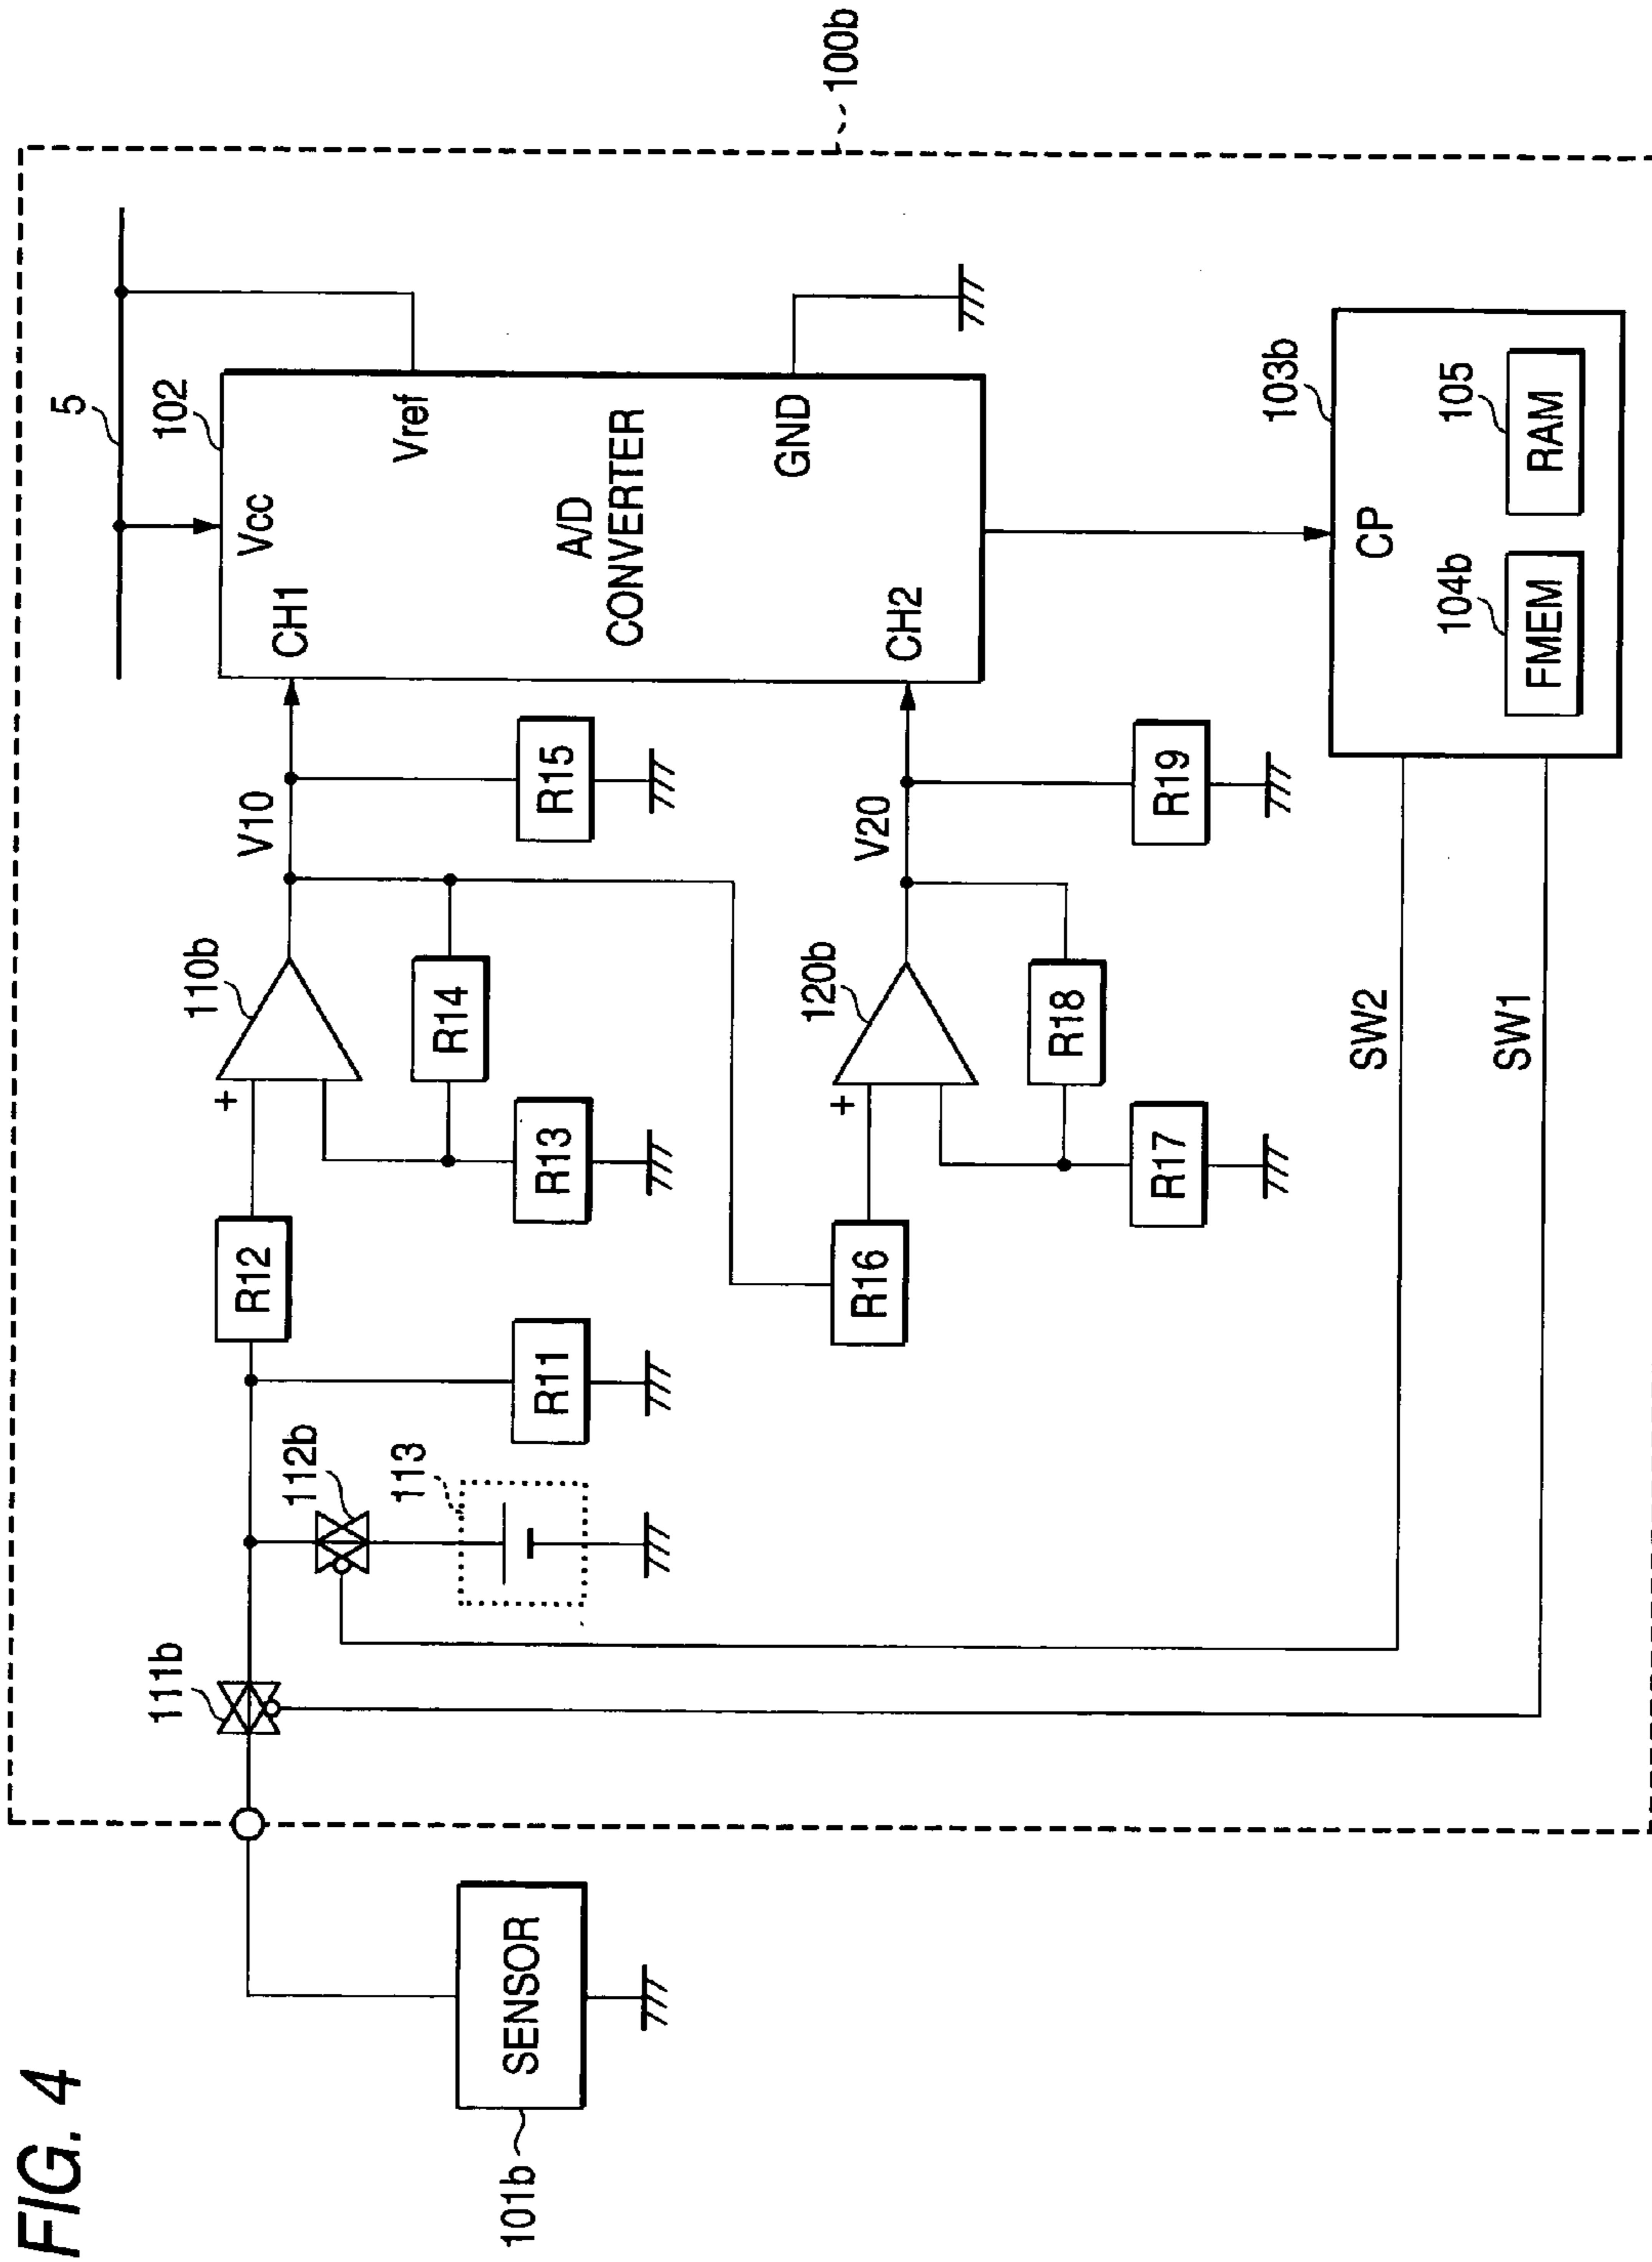 FIG. 4
100b
5
102
Vcc
Vref
CH1
A/D
CONVERTER
GND
CH2
V10
110b
+
R12
R14
R15
R13
R11
111b
112b
113
SENSOR
101b
V20
120b
+
R16
R18
R19
R17
103b
CP
104b
FMEM
105
RAM
SW2
SW1